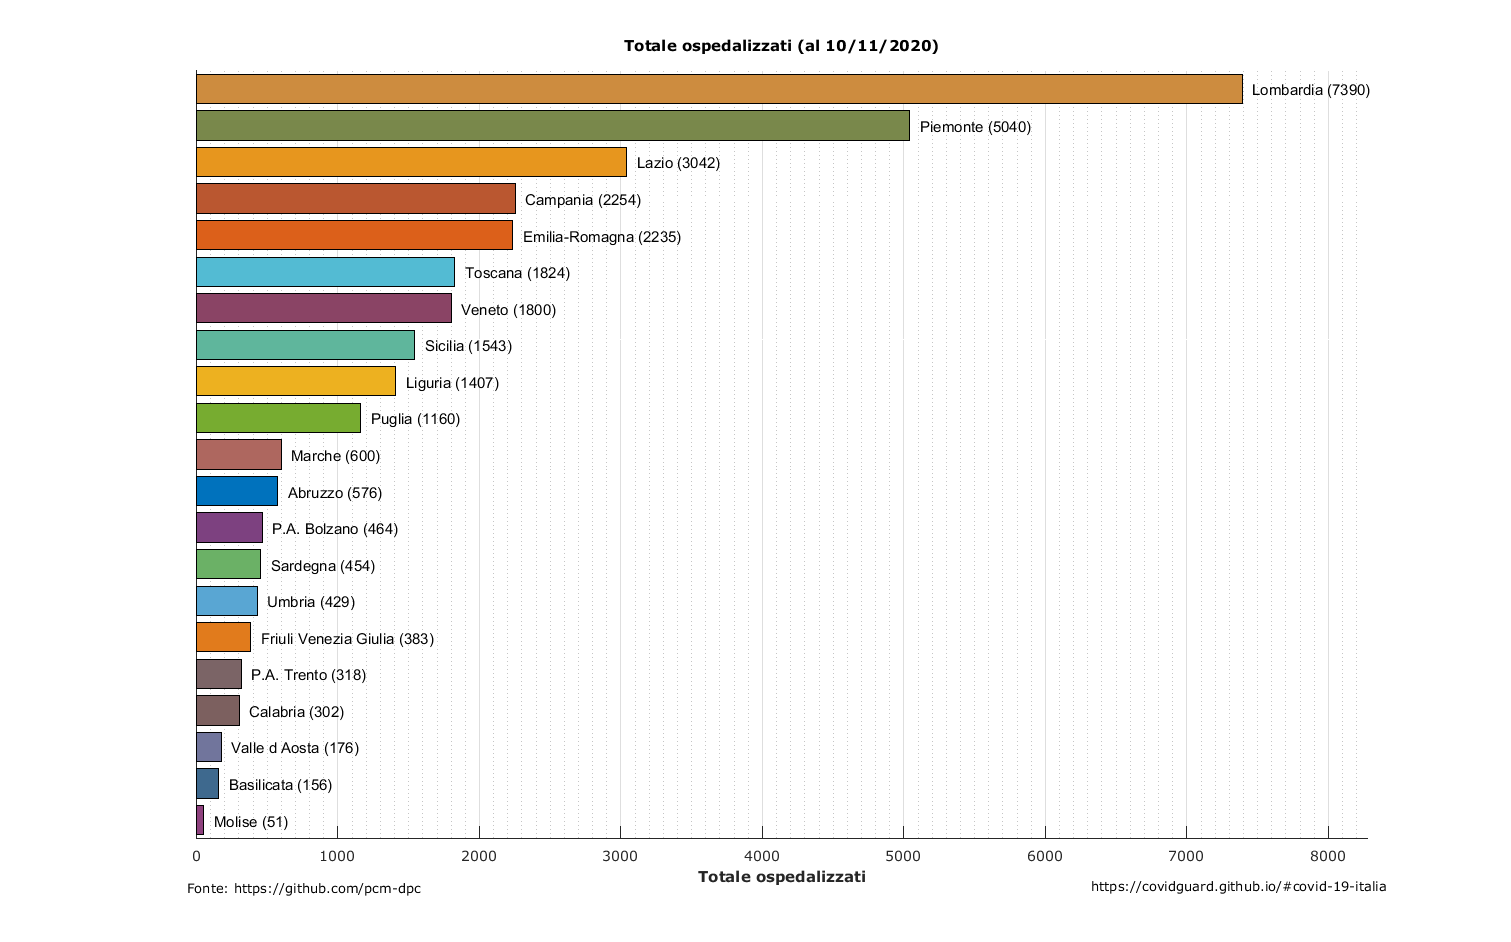 Totale ospedalizzati (al 10/11/2020)
Lombardia (7390)
Piemonte (5040)
Lazio (3042)
Campania (2254)
Emilia-Romagna (2235)
Toscana (1824)
Veneto (1800)
Sicilia (1543)
Liguria (1407)
Puglia (1160)
Marche (600)
Abruzzo (576)
P.A. Bolzano (464)
Sardegna (454)
Umbria (429)
Friuli Venezia Giulia (383)
P.A. Trento (318)
Calabria (302)
Valle d Aosta (176)
Basilicata (156)
Molise (51)
0 1000 2000 3000 4000 5000 6000 7000 8000
Totale ospedalizzati
Fonte: https://github.com/pcm-dpc
https://covidguard.github.io/#covid-19-italia